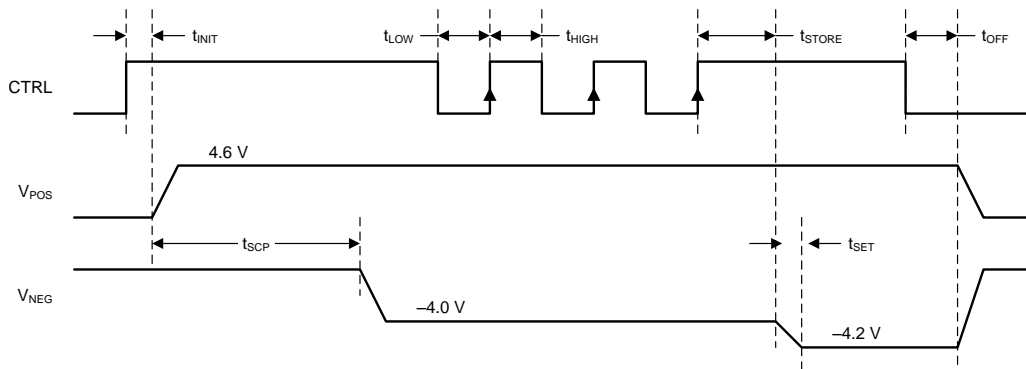 tINIT
tLOW
tHIGH
tSTORE
tOFF
CTRL
4.6 V
VPOS
tSCP
tSET
VNEG
–4.0 V
–4.2 V